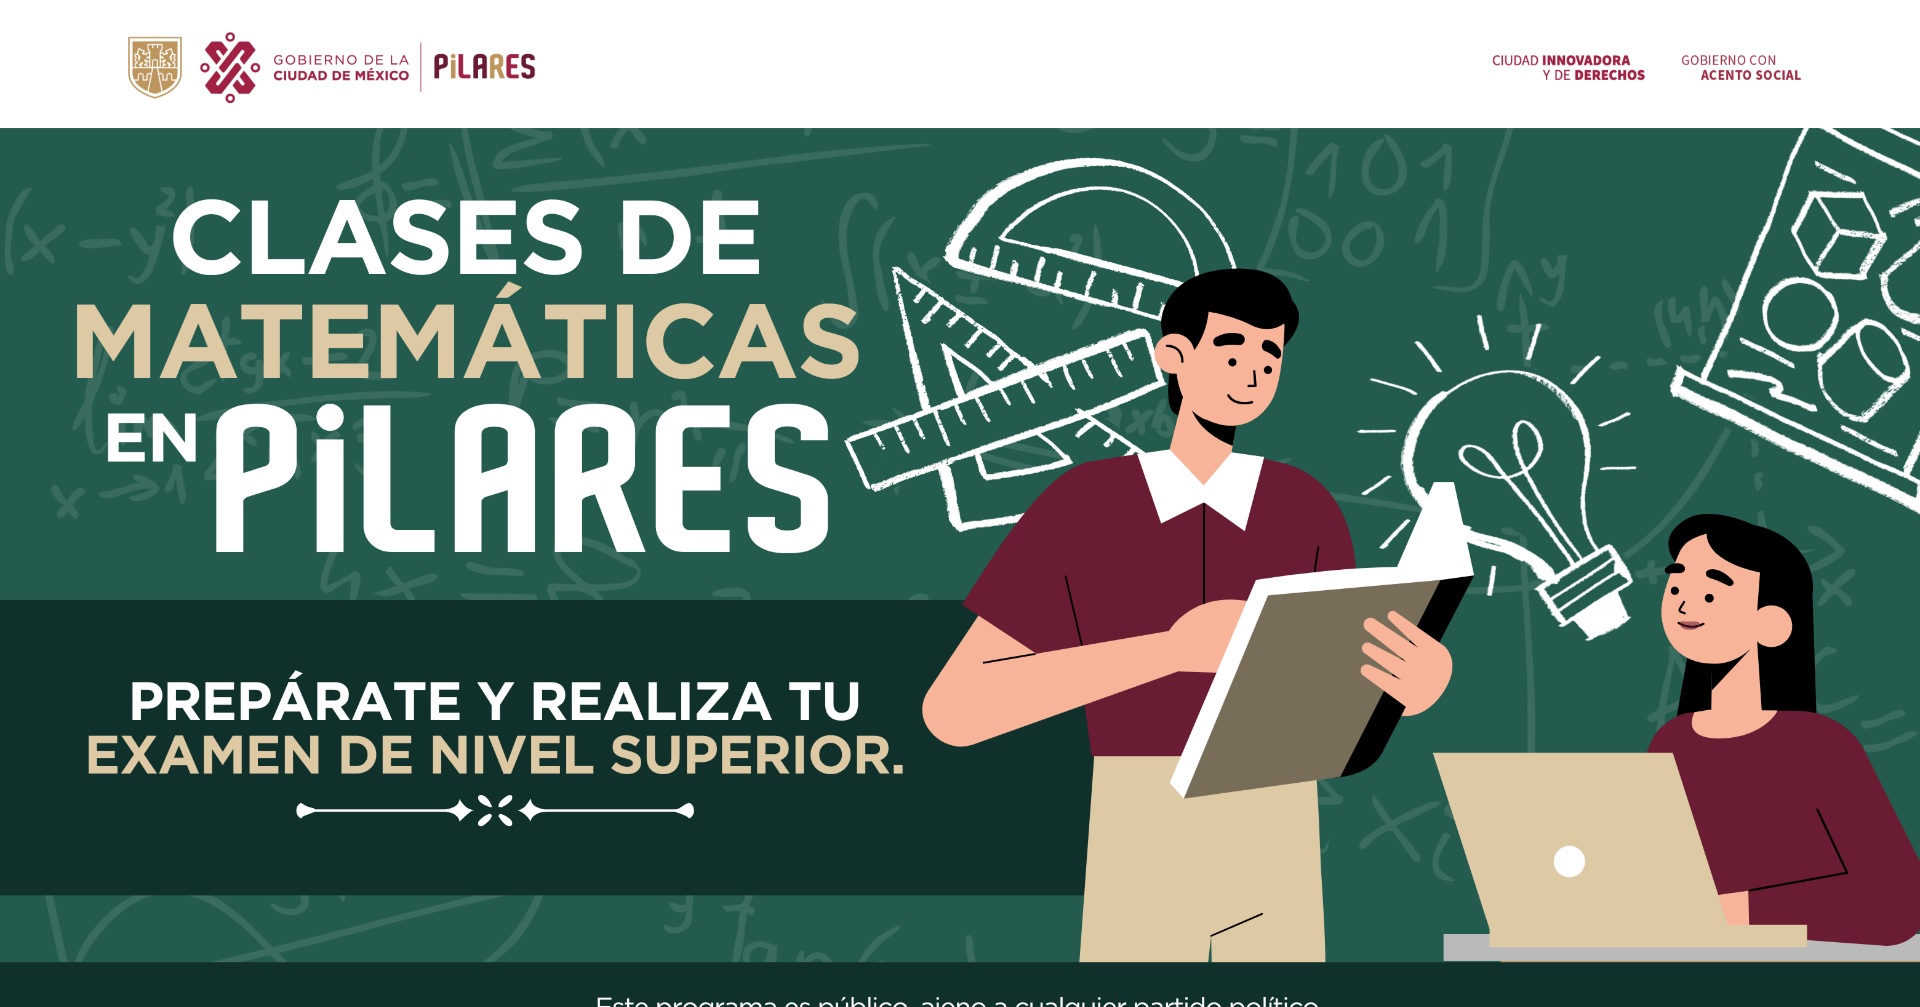 GOBIERNO DE LA
CIUDAD DE MÉXICO
PiLARES
CIUDAD INNOVADORA
Y DE DERECHOS
GOBIERNO CON
ACENTO SOCIAL
CLASES DE
MATEMÁTICAS
EN PiLARES
PREPÁRATE Y REALIZA TU
EXAMEN DE NIVEL SUPERIOR.
Este programa es público, ajeno a cualquier partido político.